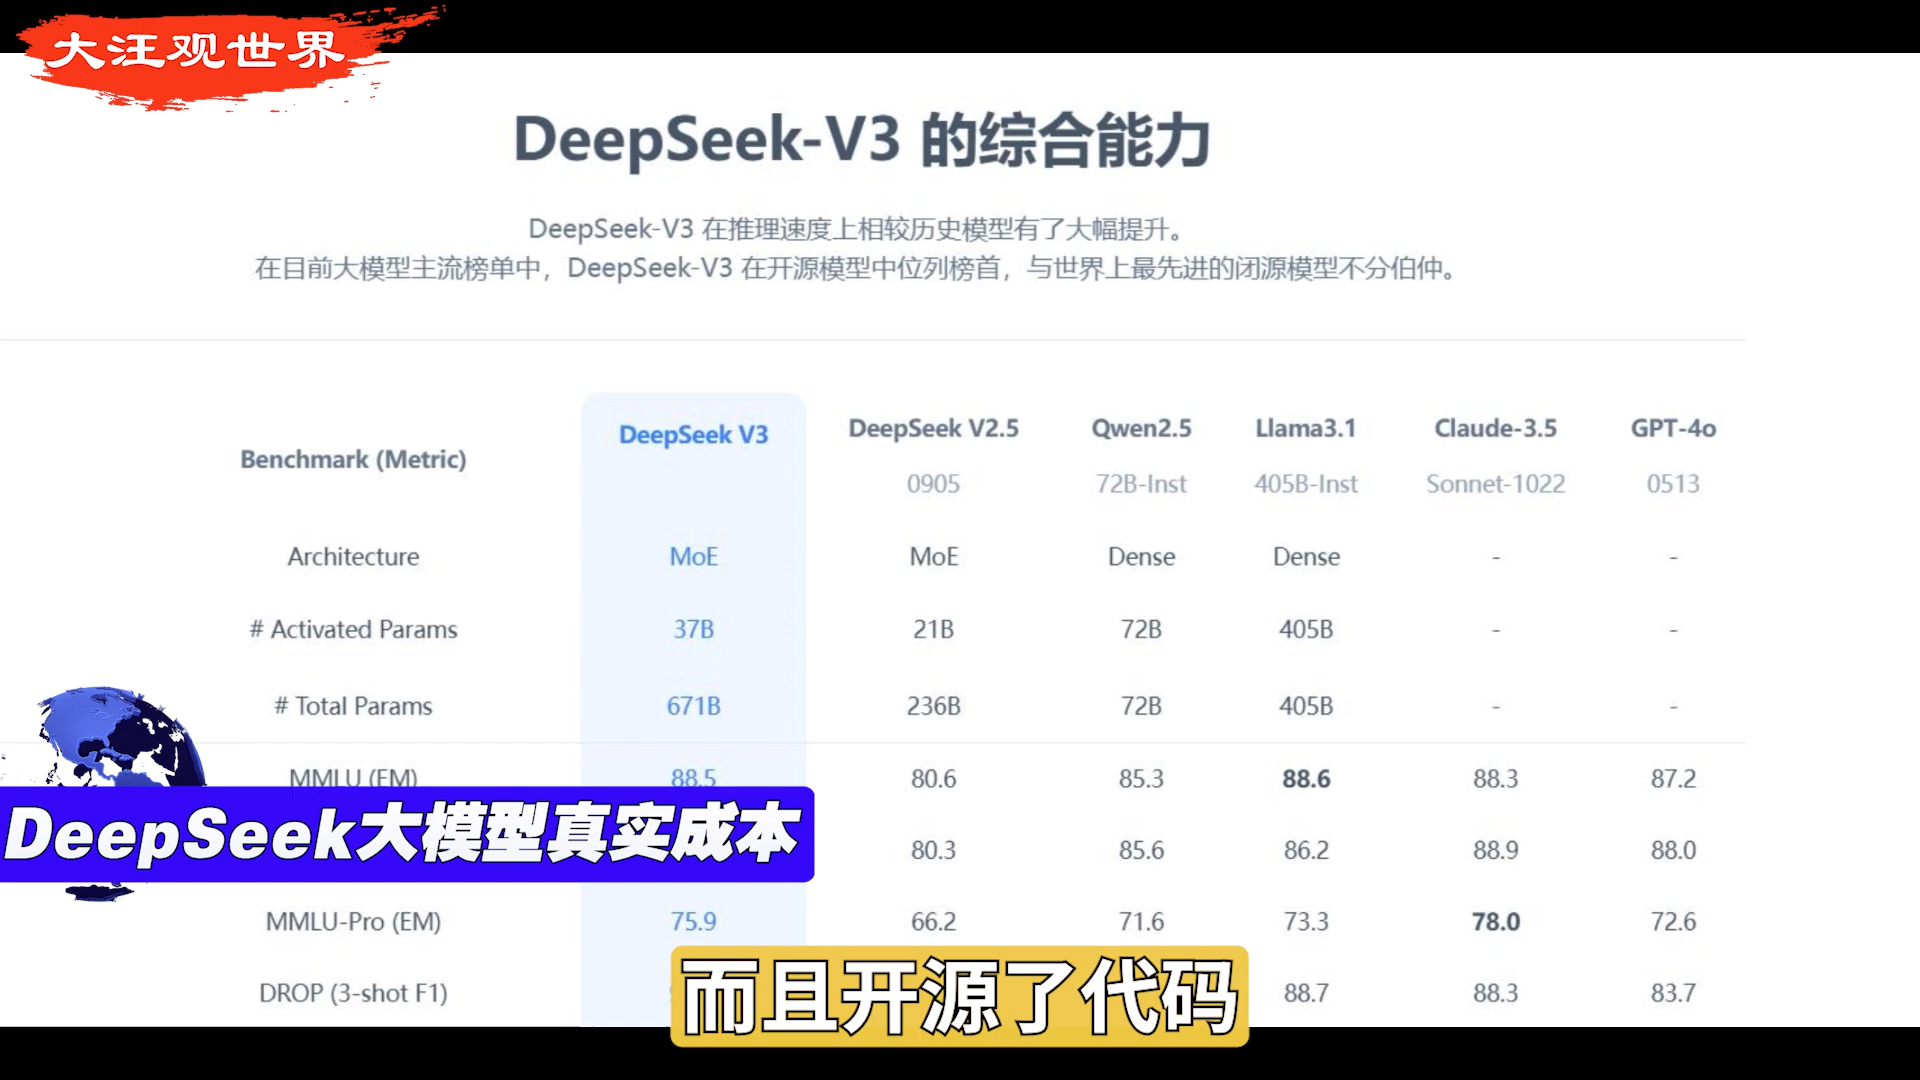 大汪观世界
DeepSeek-V3 的综合能力
DeepSeek-V3 在推理速度上相较历史模型有了大幅提升。
在目前大模型主流榜单中，DeepSeek-V3 在开源模型中位列榜首，与世界上最先进的闭源模型不分伯仲。
Benchmark (Metric) DeepSeek V3 DeepSeek V2.5 Qwen2.5 Llama3.1 Claude-3.5 GPT-4o
0905 72B-Inst 405B-Inst Sonnet-1022 0513
Architecture MoE MoE Dense Dense - -
# Activated Params 37B 21B 72B 405B - -
# Total Params 671B 236B 72B 405B - -
MMLU (EM) 88.5 80.6 85.3 88.6 88.3 87.2
80.3 85.6 86.2 88.9 88.0
DeepSeek大模型真实成本
MMLU-Pro (EM) 75.9 66.2 71.6 73.3 78.0 72.6
DROP (3-shot F1) 88.7 88.3 83.7
而且开源了代码